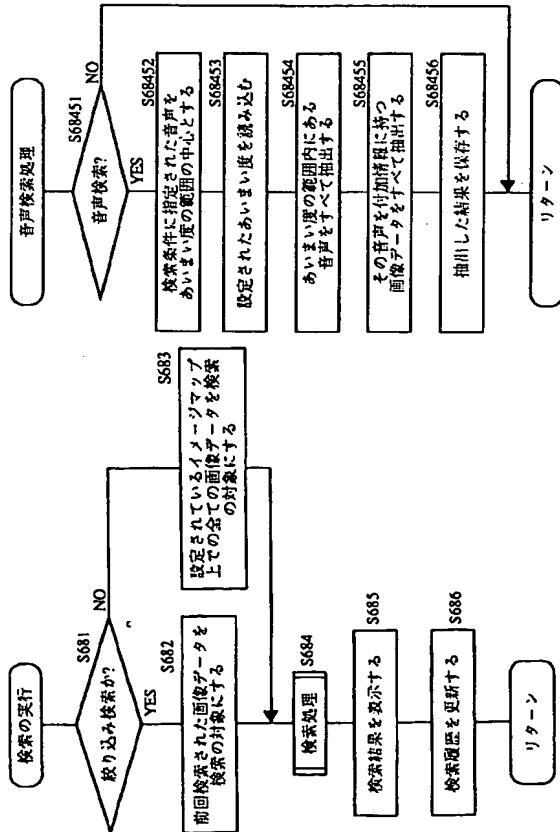 検索の実行
S681
絞り込み検索か?
NO
YES
S682
前回検索された画像データを
検索の対象にする
S683
設定されているイメージマップ
上での全ての画像データを検索
の対象にする
S684
検索処理
S685
検索結果を表示する
S686
検索履歴を更新する
リターン
音声検索処理
S68451
音声検索?
NO
YES
S68452
検索条件に指定された音声を
あいまい度の範囲の中心とする
S68453
設定されたあいまい度を読み込む
S68454
あいまい度の範囲内にある
音声をすべて抽出する
S68455
その音声を付加情報に持つ
画像データをすべて抽出する
S68456
抽出した結果を保存する
リターン